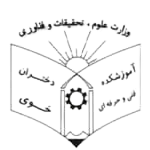 وزارت علوم، تحقیقات و فناوری
آموزشکده
فنی و حرفه ای
دختران
خوی